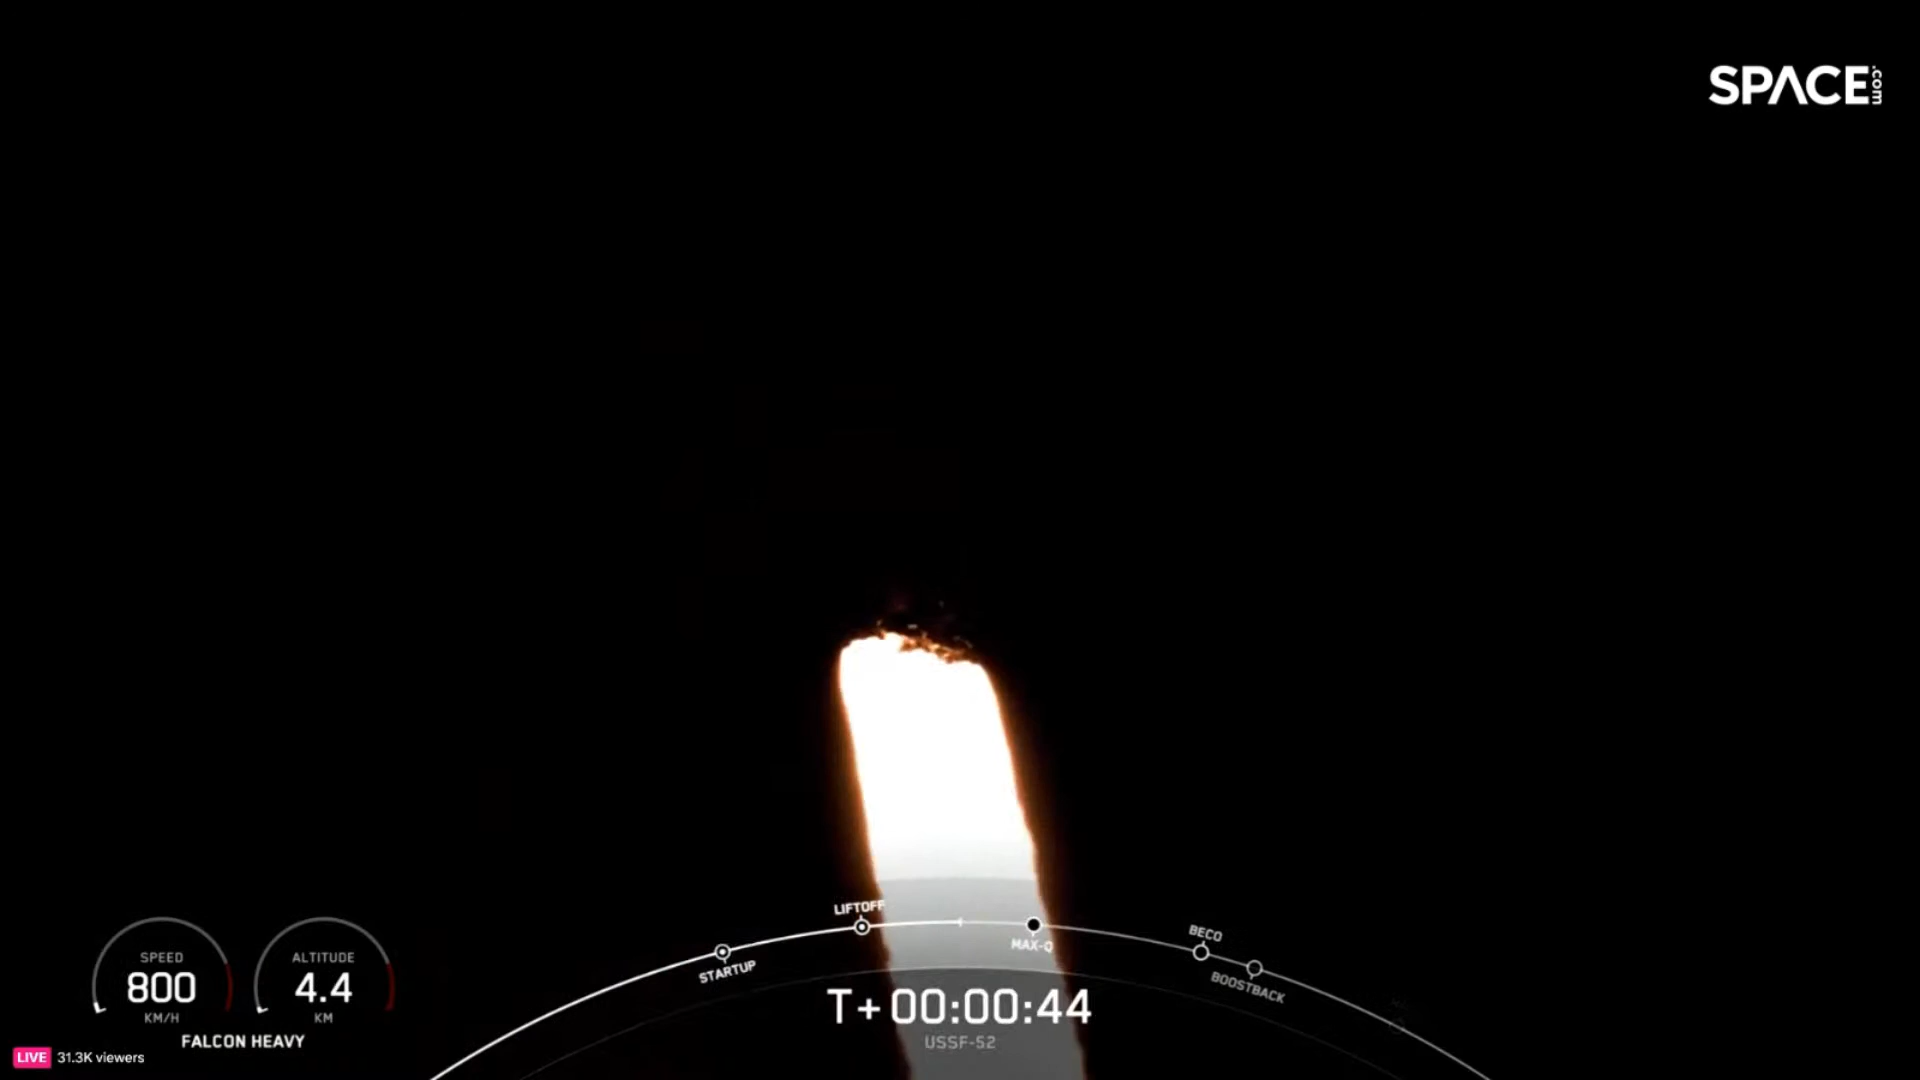 SPACE.com
LIFTOFF
STARTUP
MAX-Q
BECO
BOOSTBACK
SPEED
800
KM/H
ALTITUDE
4.4
KM
FALCON HEAVY
T+00:00:44
USSF-52
LIVE 31.3K viewers